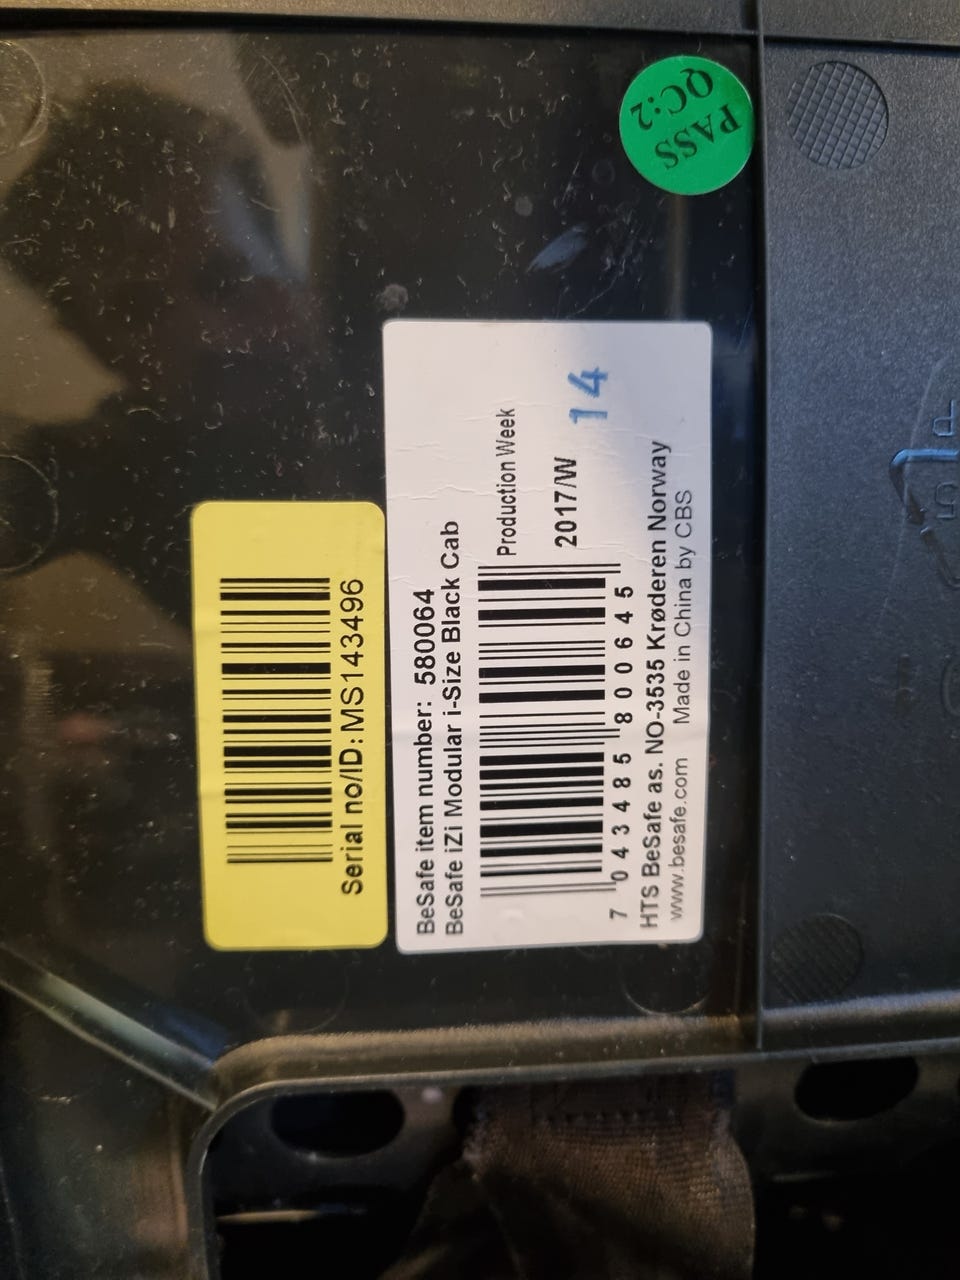 PASS
QC:2
Serial no/ID: MS143496
BeSafe item number: 580064
BeSafe iZi Modular i-Size Black Cab
Production Week
2017/W 14
7 043485 800645
HTS BeSafe as. NO-3535 Krøderen Norway
www.besafe.com Made in China by CBS